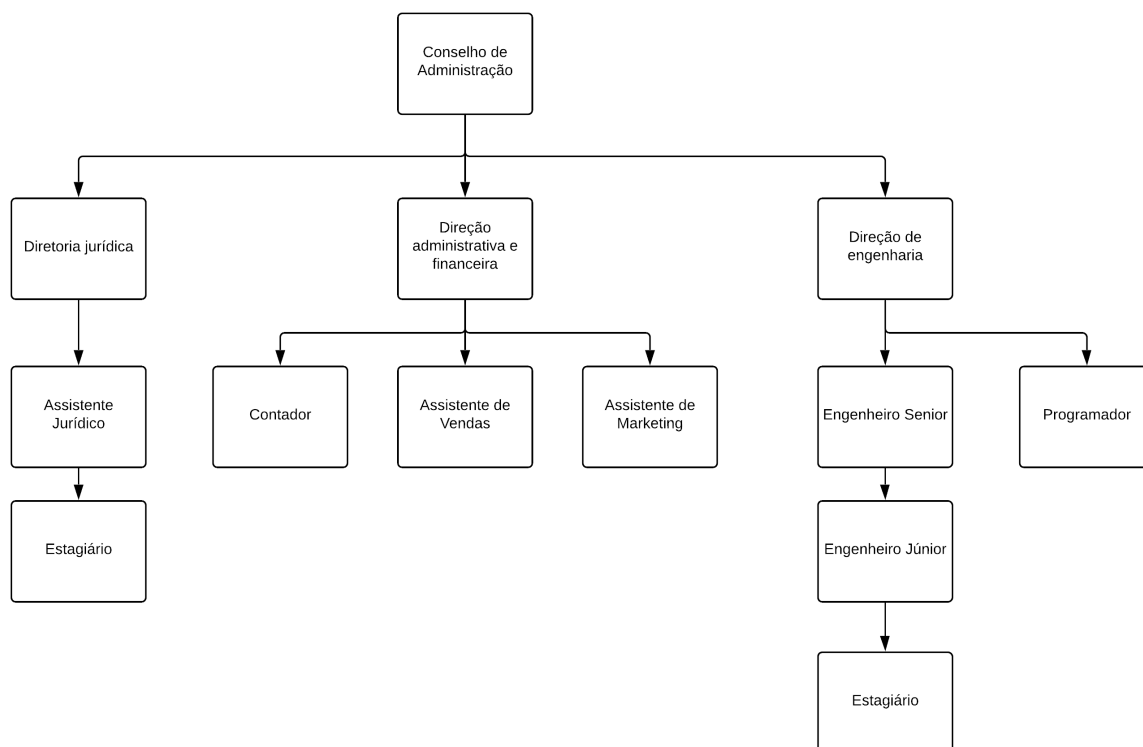 Conselho de
Administração
Diretoria jurídica
Direção
administrativa e
financeira
Direção de
engenharia
Assistente
Jurídico
Contador
Assistente de
Vendas
Assistente de
Marketing
Engenheiro Senior
Programador
Estagiário
Engenheiro Júnior
Estagiário